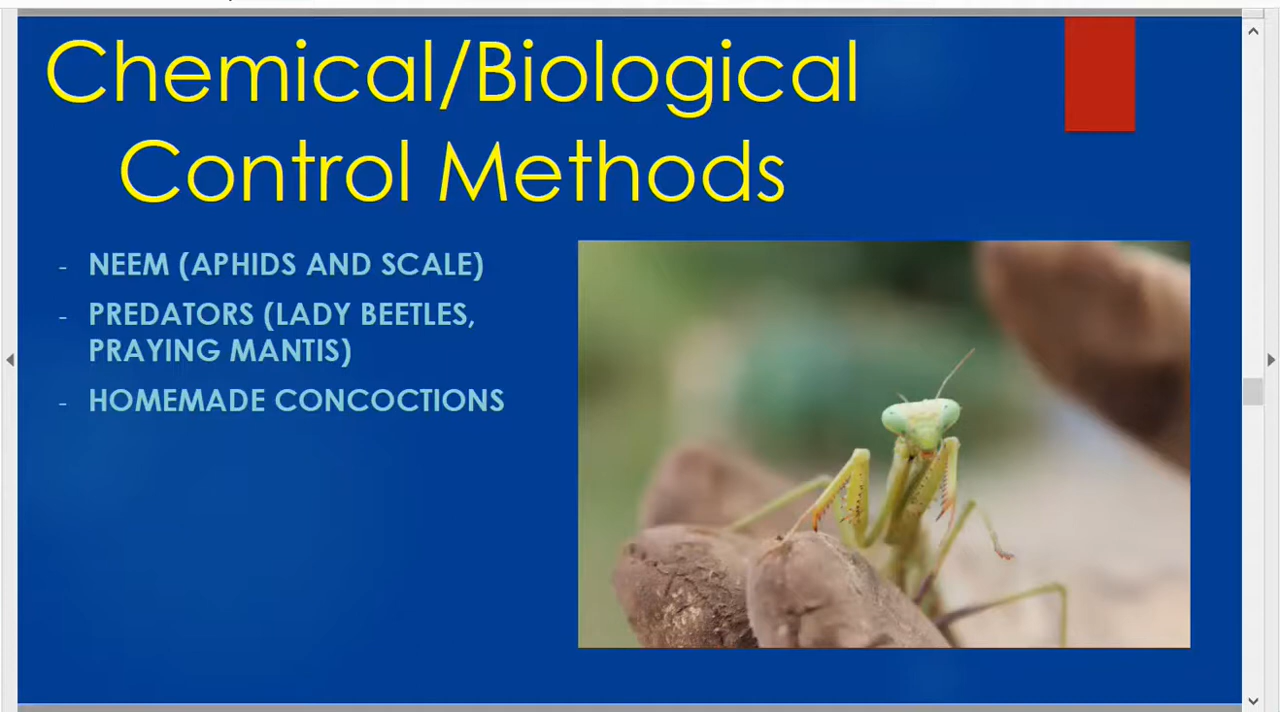 Chemical/Biological
Control Methods
- NEEM (APHIDS AND SCALE)
- PREDATORS (LADY BEETLES,
PRAYING MANTIS)
- HOMEMADE CONCOCTIONS